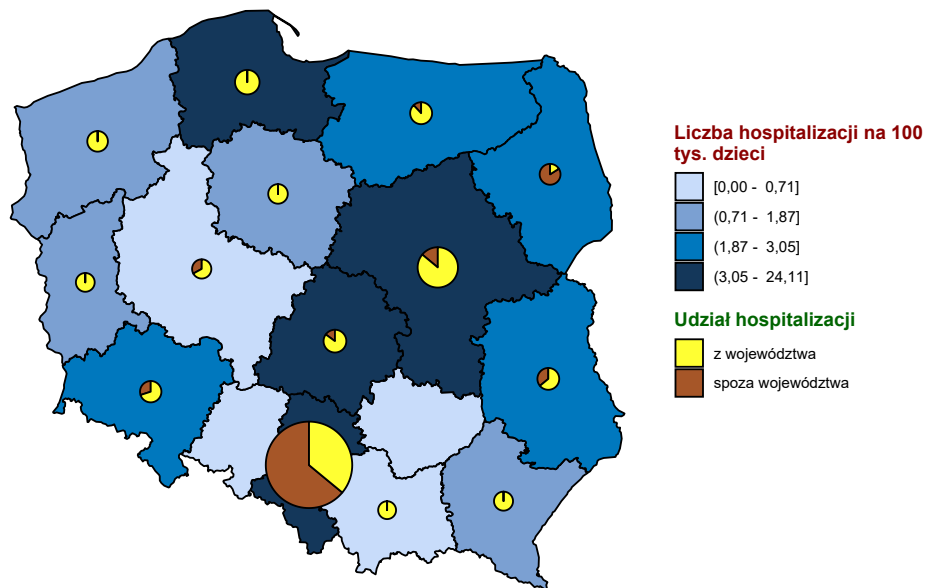 Liczba hospitalizacji na 100
tys. dzieci
[0,00 - 0,71]
(0,71 - 1,87]
(1,87 - 3,05]
(3,05 - 24,11]
Udział hospitalizacji
z województwa
spoza województwa